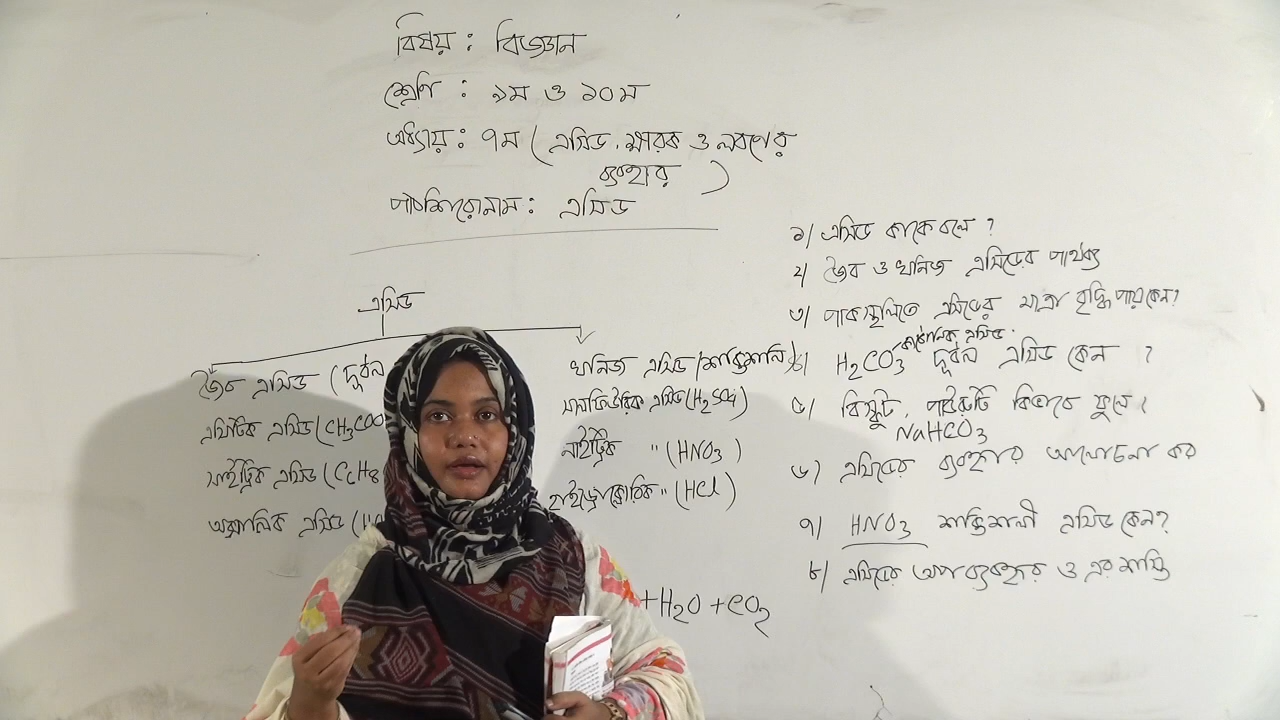 বিষয় : বিজ্ঞান
শ্রেণি : ৯ম ও ১০ম
অধ্যায় : ৭ম ( এসিড, ক্ষারক ও লবণের
ব্যবহার )
পাঠশিরোনাম : এসিড
এসিড
জৈব এসিড (দুর্বল
এসিটিক এসিড (CH₃COO
সাইট্রিক এসিড (C₆H₈
অক্সালিক এসিড (
খনিজ এসিড (শক্তিশালী)
সালফিউরিক এসিড (H₂SO₄)
নাইট্রিক " (HNO₃)
হাইড্রোক্লোরিক " (HCl)
+H₂O +CO₂
১/ এসিড কাকে বলে ?
২/ জৈব ও খনিজ এসিডের পার্থক্য
৩/ পাকস্থলিতে এসিডের মাত্রা বৃদ্ধি পায় কেন?
কার্বোনিক এসিড
৪/ H₂CO₃ দুর্বল এসিড কেন ?
৫/ বিস্কুট, পাউরুটি কিভাবে ফুলে ?
NaHCO₃
৬/ এসিডের ব্যবহার আলোচনা কর
৭/ HNO₃ শক্তিশালী এসিড কেন?
৮/ এসিডের অপব্যবহার ও এর শাস্তি